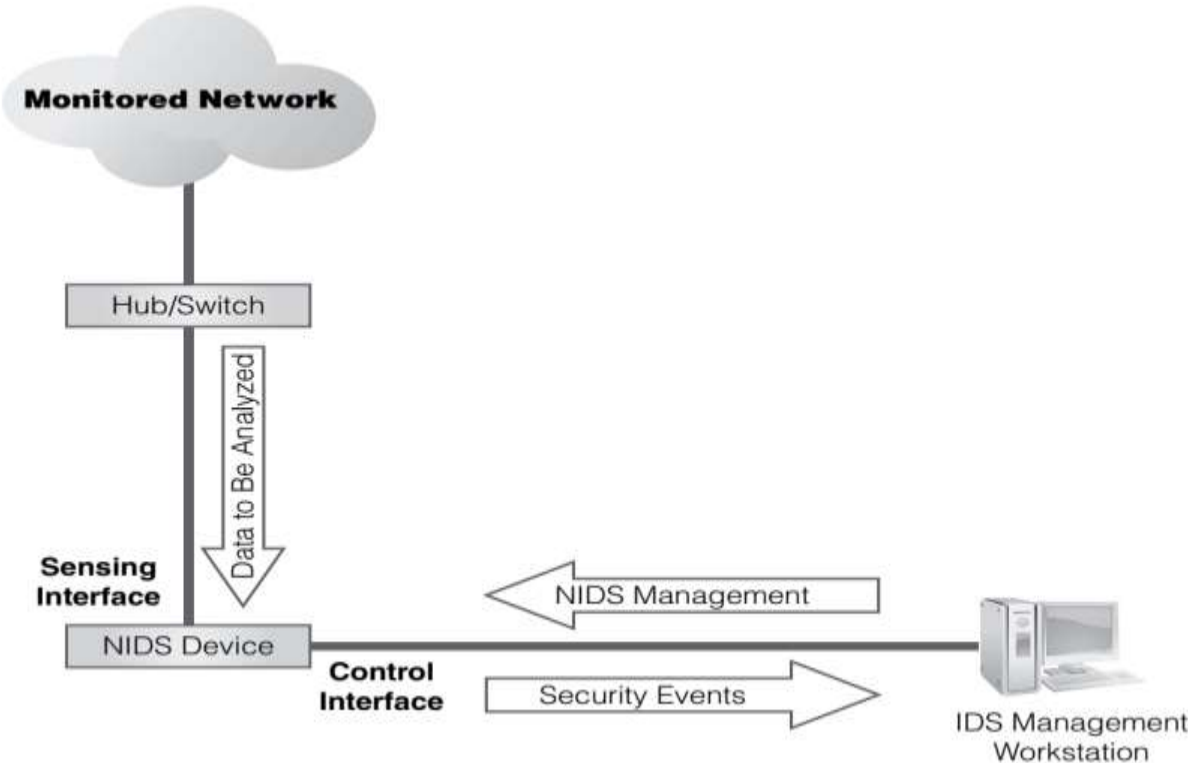 Monitored Network
Hub/Switch
Data to Be Analyzed
Sensing
Interface
NIDS Management
NIDS Device
Control
Interface
Security Events
IDS Management
Workstation